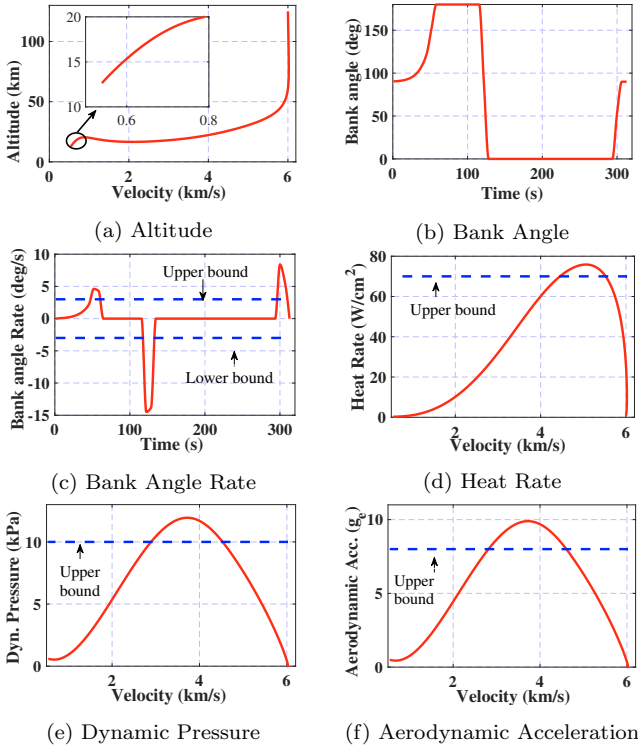 Altitude (km)
100
50
0
20
15
10
0.6
0.8
0
2
4
6
Velocity (km/s)
(a) Altitude
Bank angle (deg)
150
100
50
0
0
100
200
300
Time (s)
(b) Bank Angle
Bank angle Rate (deg/s)
10
5
0
-5
-10
-15
Upper bound
Lower bound
0
100
200
300
Time (s)
(c) Bank Angle Rate
Heat Rate (W/cm²)
80
60
40
20
0
Upper bound
2
4
6
Velocity (km/s)
(d) Heat Rate
Dyn. Pressure (kPa)
10
5
0
Upper
bound
2
4
6
Velocity (km/s)
(e) Dynamic Pressure
Aerodynamic Acc. (gₑ)
10
5
0
Upper
bound
2
4
6
Velocity (km/s)
(f) Aerodynamic Acceleration